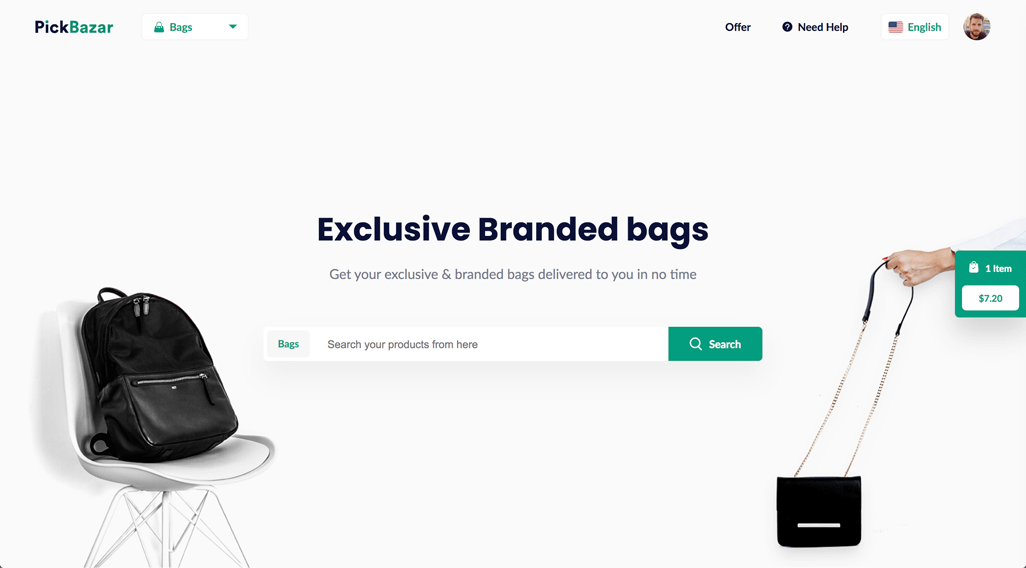 PickBazar
Bags
Offer
Need Help
English
Exclusive Branded bags
Get your exclusive & branded bags delivered to you in no time
1 Item
$7.20
Bags
Search your products from here
Search